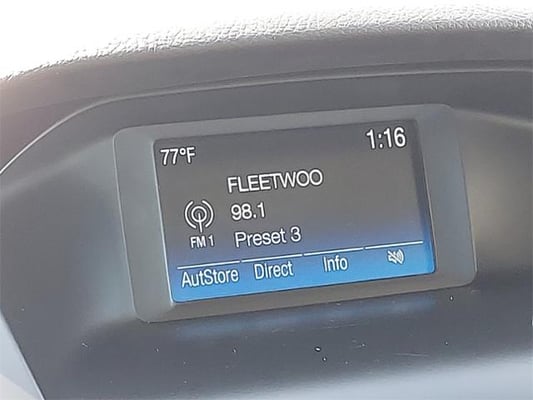 77°F 1:16
FLEETWOO
98.1
FM 1 Preset 3
AutStore Direct Info